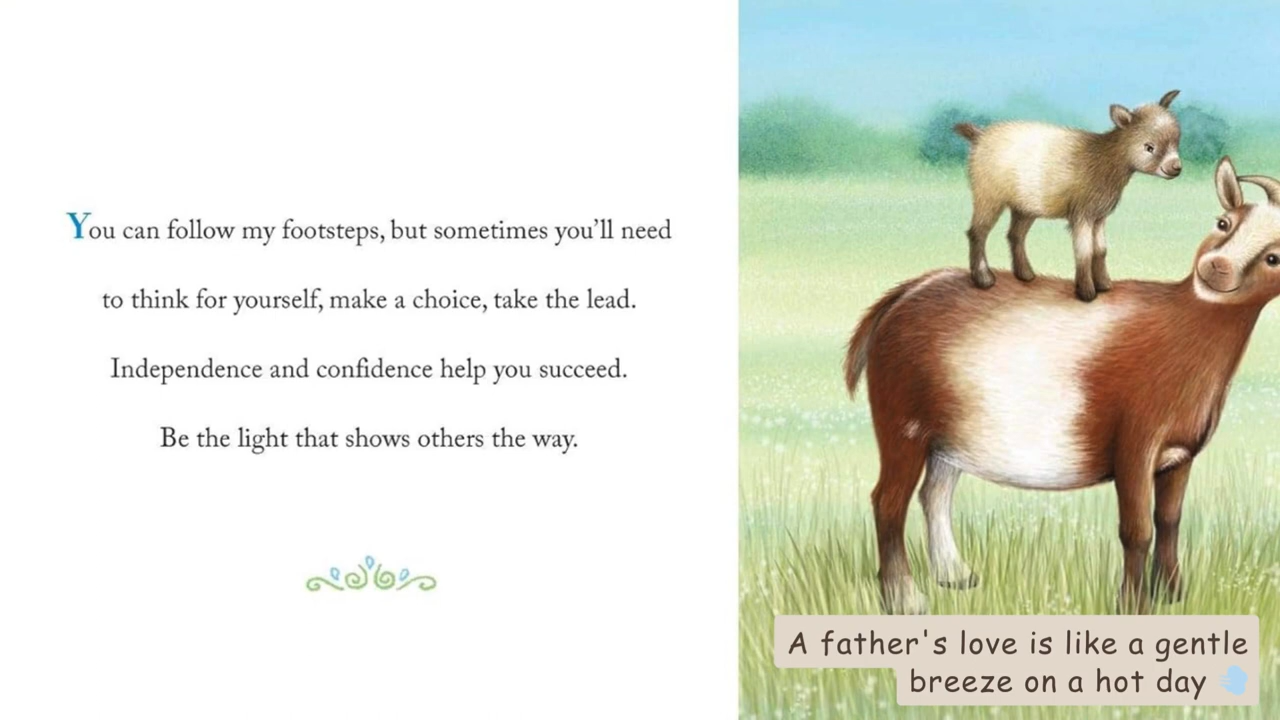 You can follow my footsteps, but sometimes you’ll need
to think for yourself, make a choice, take the lead.
Independence and confidence help you succeed.
Be the light that shows others the way.
A father's love is like a gentle
breeze on a hot day 💨